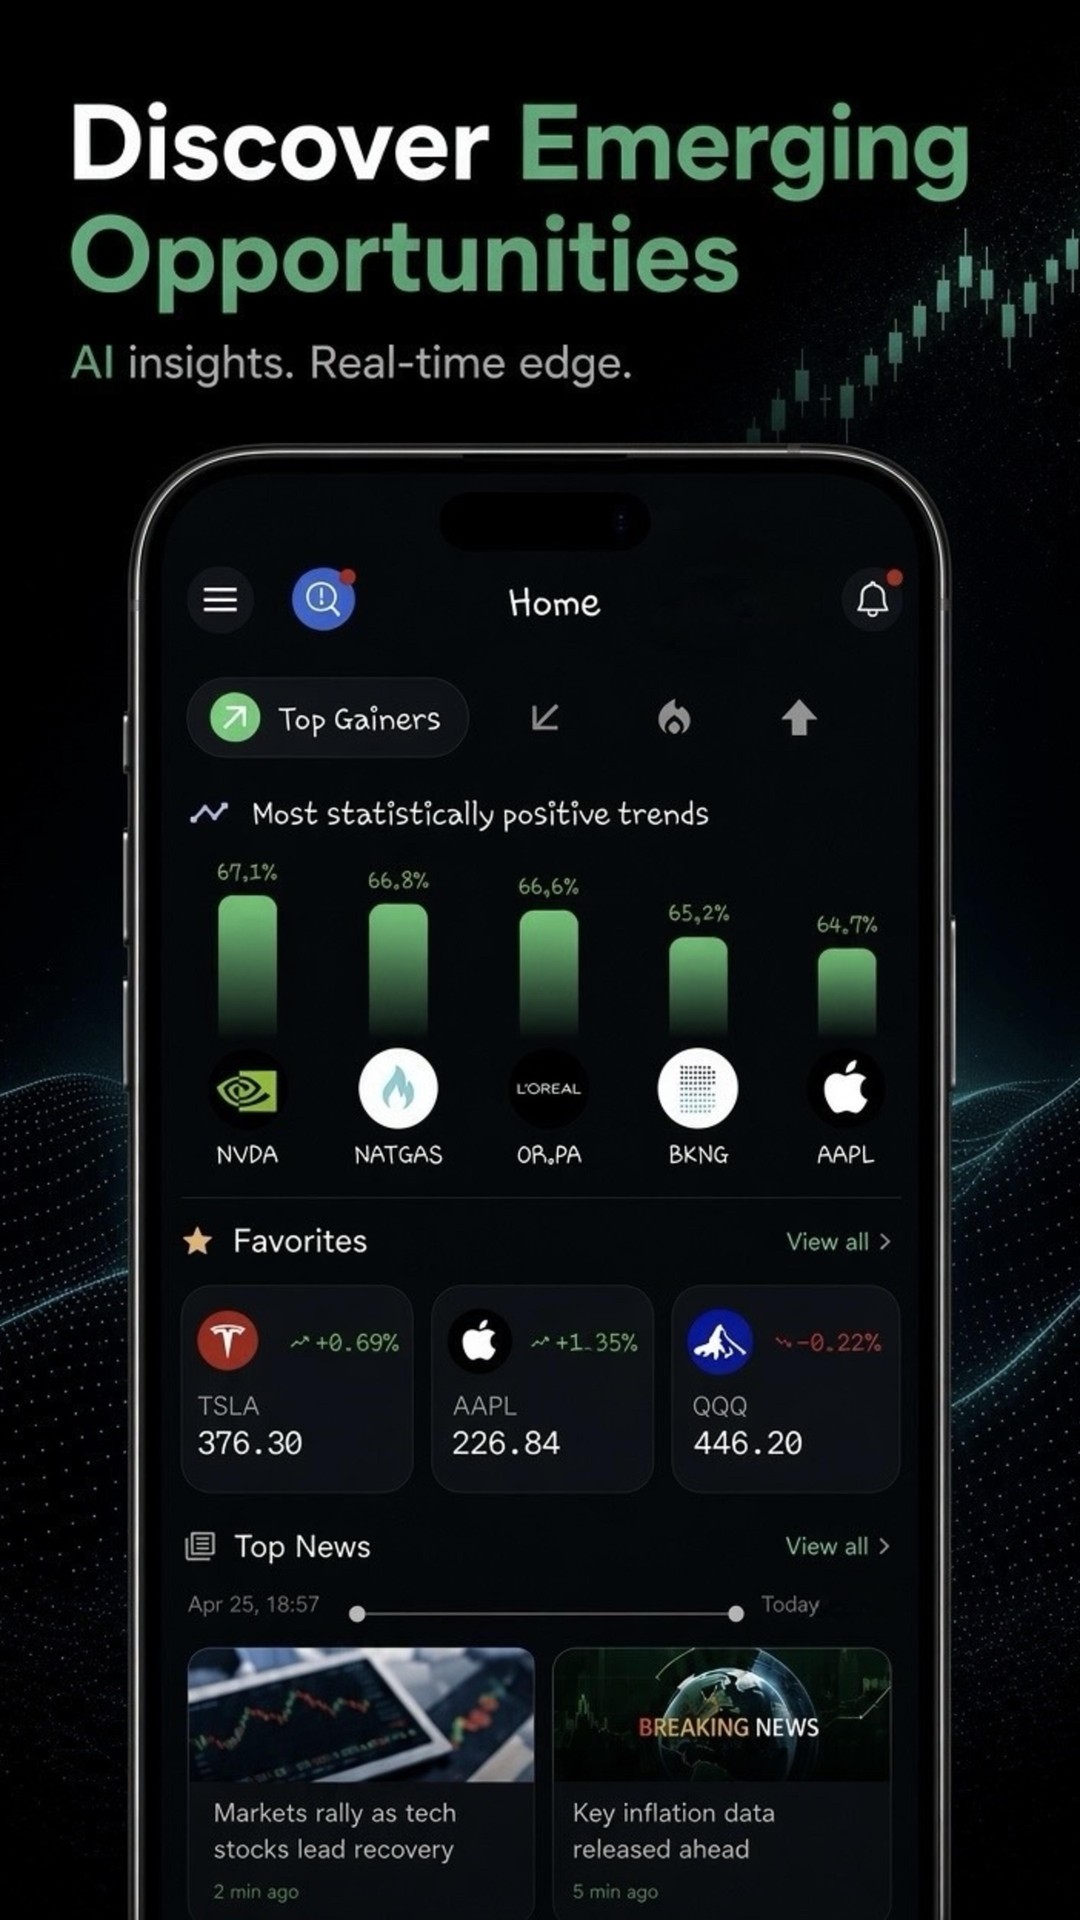 Discover Emerging
Opportunities
AI insights. Real-time edge.
Home
Top Gainers
Most statistically positive trends
67,1%
66.8%
66,6%
65,2%
64.7%
L'OREAL
NVDA
NATGAS
OR.PA
BKNG
AAPL
Favorites
View all >
+0.69%
+1.35%
-0.22%
TSLA
AAPL
QQQ
376.30
226.84
446.20
Top News
View all >
Apr 25, 18:57
Today
BREAKING NEWS
Markets rally as tech
stocks lead recovery
2 min ago
Key inflation data
released ahead
5 min ago